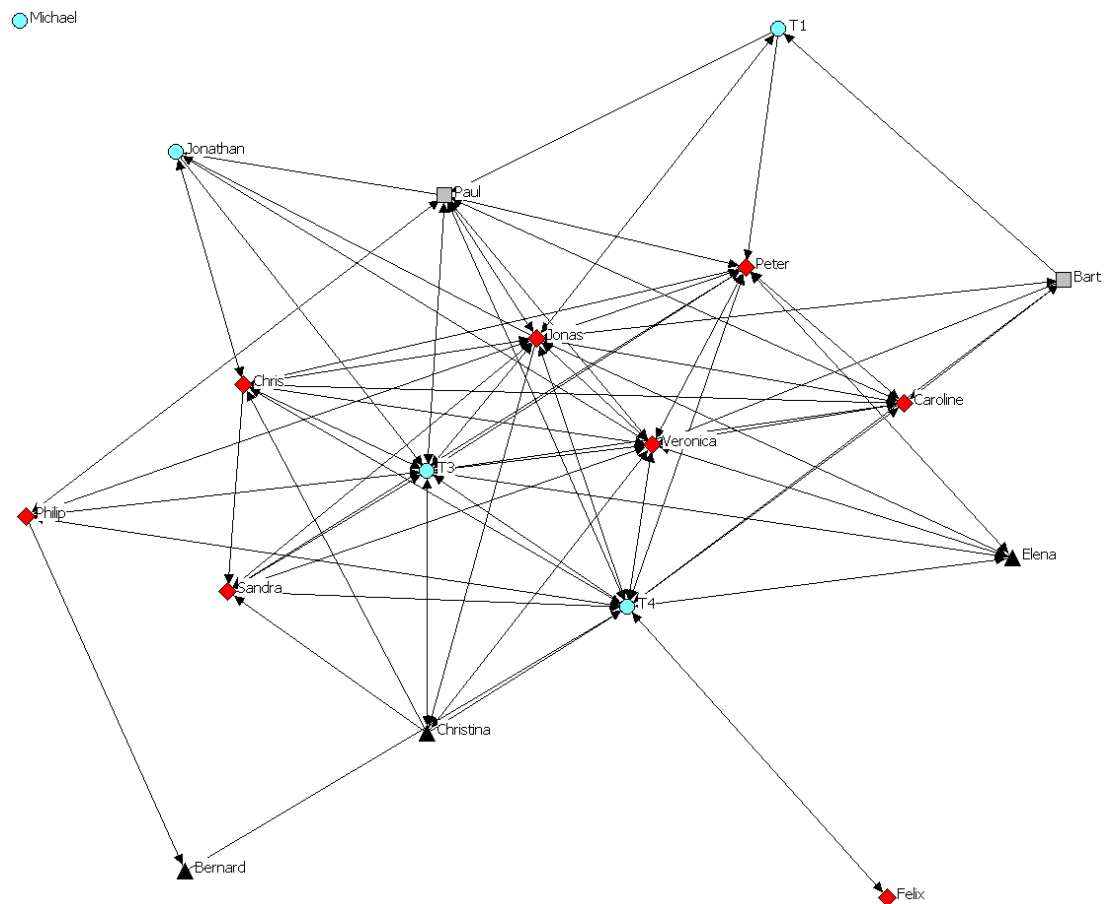 Michael
T1
Jonathan
Paul
Peter
Bart
Jonas
Chris
Caroline
Veronica
T3
Philip
Elena
Sandra
T4
Christina
Bernard
Felix